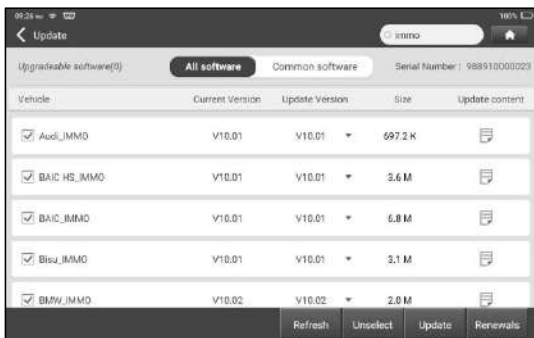 09:26 100%
Update immo
Upgradeable software(0) All software Common software Serial Number : 988910000023
Vehicle Current Version Update Version Size Update content
Audi_IMMO V10.01 V10.01 697.2 K
BAIC HS_IMMO V10.01 V10.01 3.6 M
BAIC_IMMO V10.01 V10.01 6.8 M
Bisu_IMMO V10.01 V10.01 3.1 M
BMW_IMMO V10.02 V10.02 2.0 M
Refresh Unselect Update Renewals